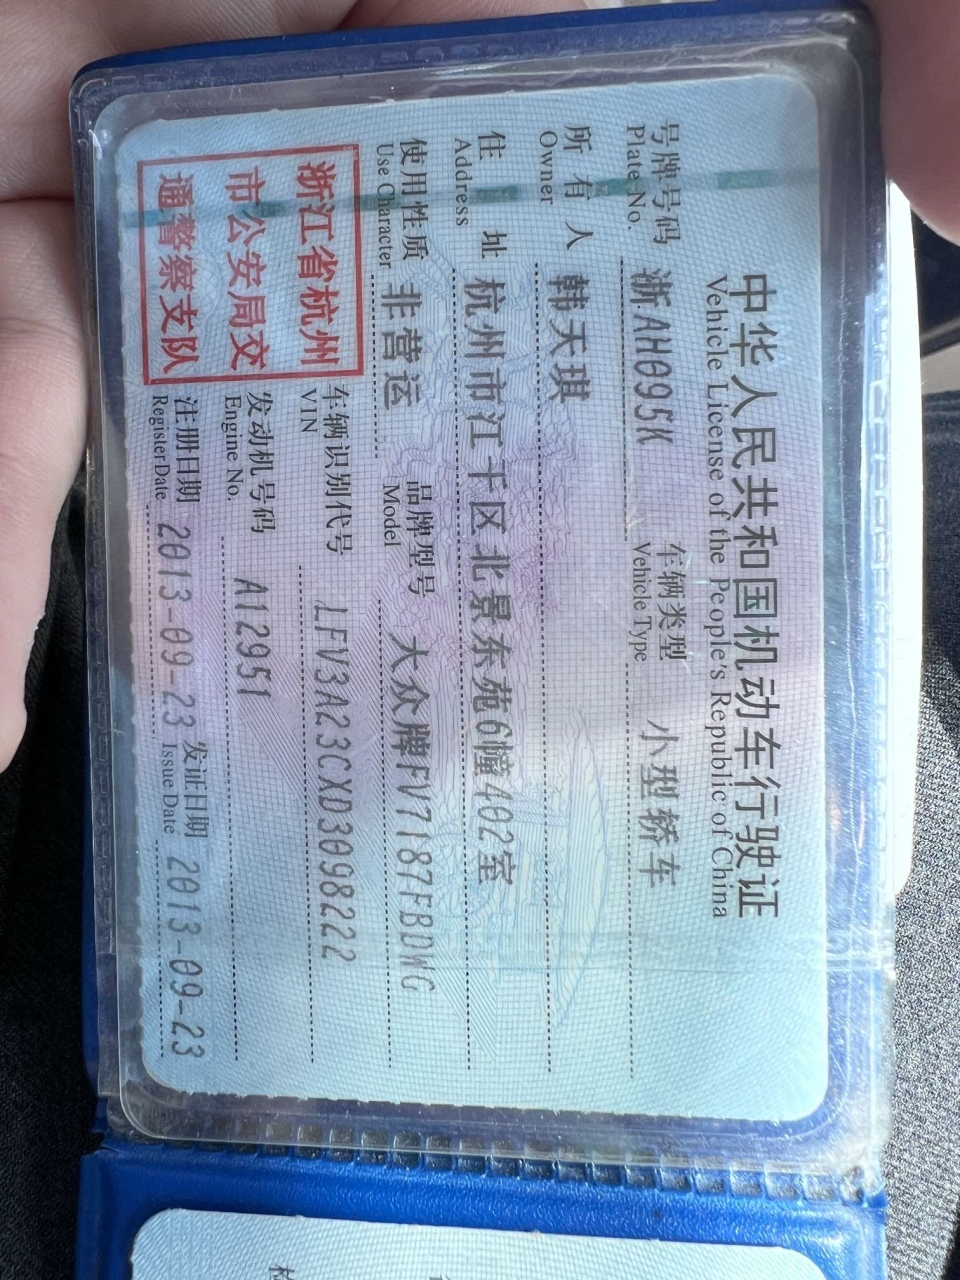 中华人民共和国机动车行驶证
Vehicle License of the People's Republic of China
号牌号码 浙AH095K 车辆类型 小型轿车
Plate No. Vehicle Type
所有人 韩天琪
Owner
住址 杭州市江干区北景东苑6幢402室
Address
使用性质 非营运 品牌型号 大众牌FV7187FBDWG
Use Character Model
浙江省杭州
市公安局交
通警察支队
车辆识别代号 LFV3A23CXD3098222
VIN
发动机号码 A12951
Engine No.
注册日期 2013-09-23 发证日期 2013-09-23
Register Date Issue Date